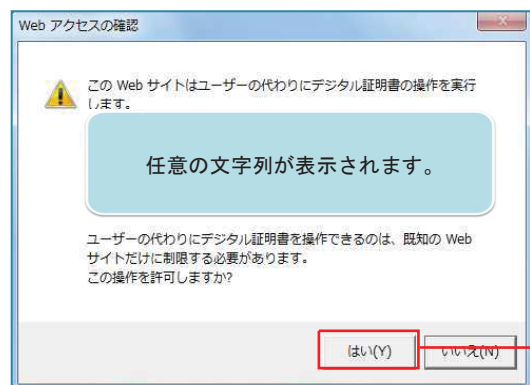 Web アクセスの確認
この Web サイトはユーザーの代わりにデジタル証明書の操作を実行
します。
任意の文字列が表示されます。
ユーザーの代わりにデジタル証明書を操作できるのは、既知の Web
サイトだけに制限する必要があります。
この操作を許可しますか?
はい(Y) いいえ(N)